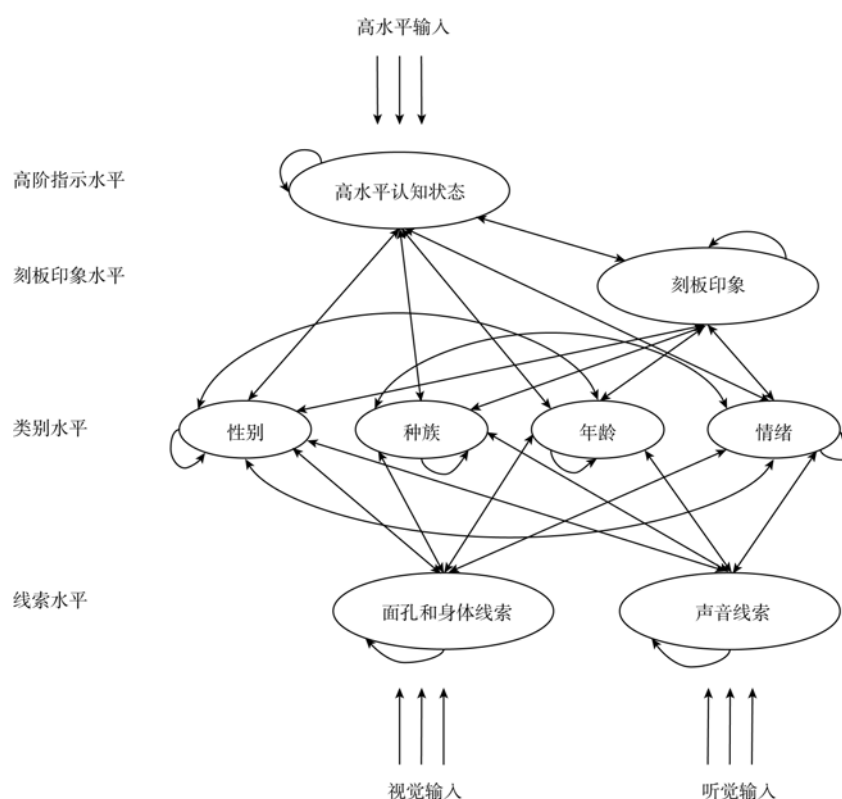 高水平输入
高阶指示水平
高水平认知状态
刻板印象水平
刻板印象
类别水平
性别
种族
年龄
情绪
线索水平
面孔和身体线索
声音线索
视觉输入
听觉输入